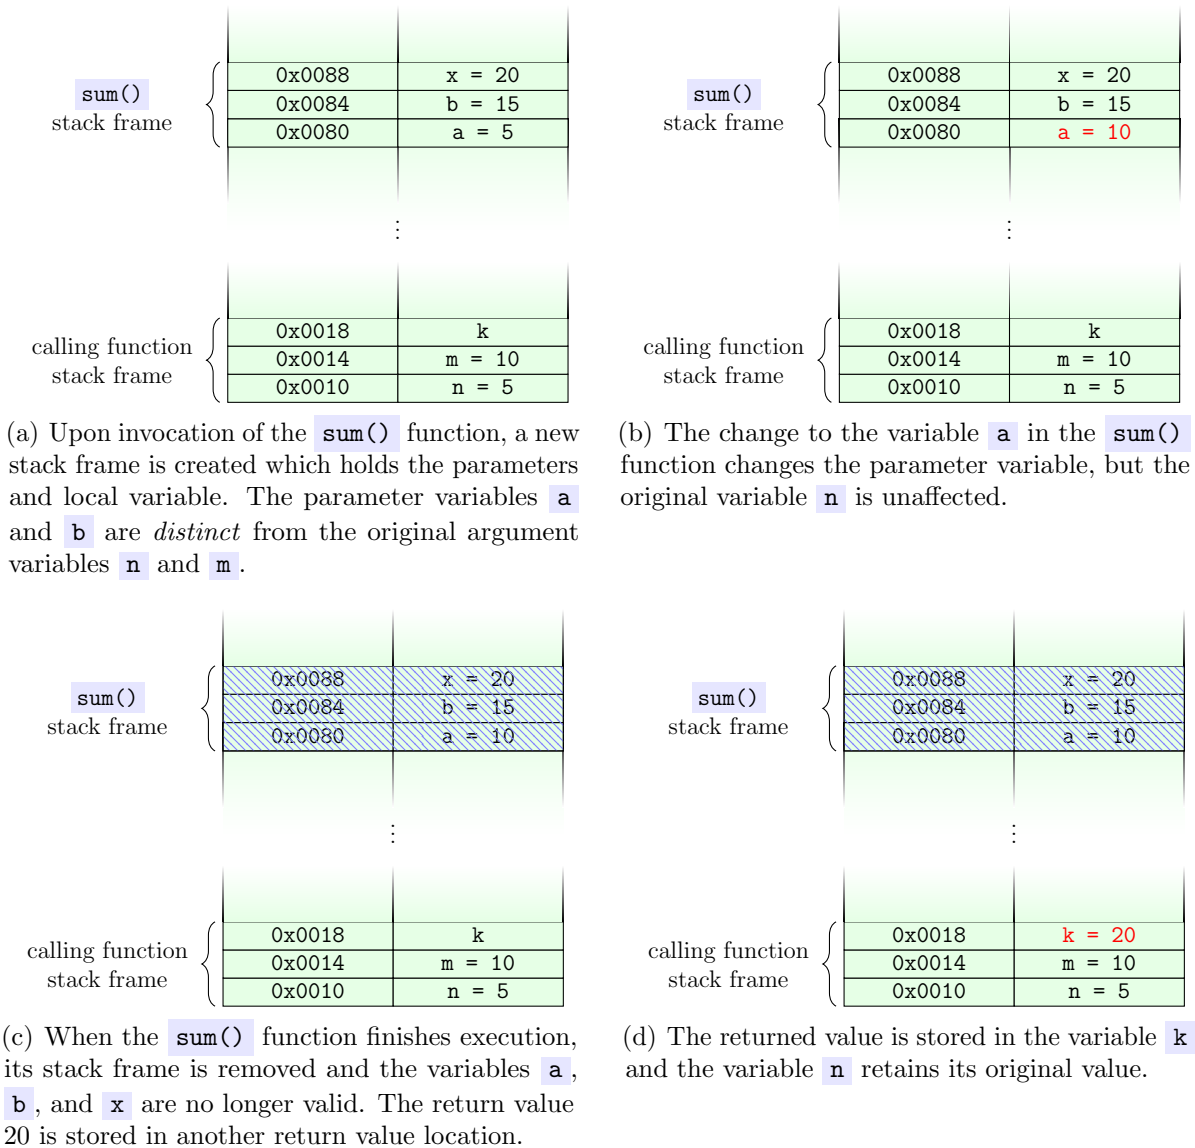 sum()
stack frame
0x0088 x = 20
0x0084 b = 15
0x0080 a = 5
⋮
calling function
stack frame
0x0018 k
0x0014 m = 10
0x0010 n = 5
(a) Upon invocation of the sum() function, a new
stack frame is created which holds the parameters
and local variable. The parameter variables a
and b are distinct from the original argument
variables n and m.
sum()
stack frame
0x0088 x = 20
0x0084 b = 15
0x0080 a = 10
⋮
calling function
stack frame
0x0018 k
0x0014 m = 10
0x0010 n = 5
(b) The change to the variable a in the sum()
function changes the parameter variable, but the
original variable n is unaffected.
sum()
stack frame
0x0088 x = 20
0x0084 b = 15
0x0080 a = 10
⋮
calling function
stack frame
0x0018 k
0x0014 m = 10
0x0010 n = 5
(c) When the sum() function finishes execution,
its stack frame is removed and the variables a,
b, and x are no longer valid. The return value
20 is stored in another return value location.
sum()
stack frame
0x0088 x = 20
0x0084 b = 15
0x0080 a = 10
⋮
calling function
stack frame
0x0018 k = 20
0x0014 m = 10
0x0010 n = 5
(d) The returned value is stored in the variable k
and the variable n retains its original value.